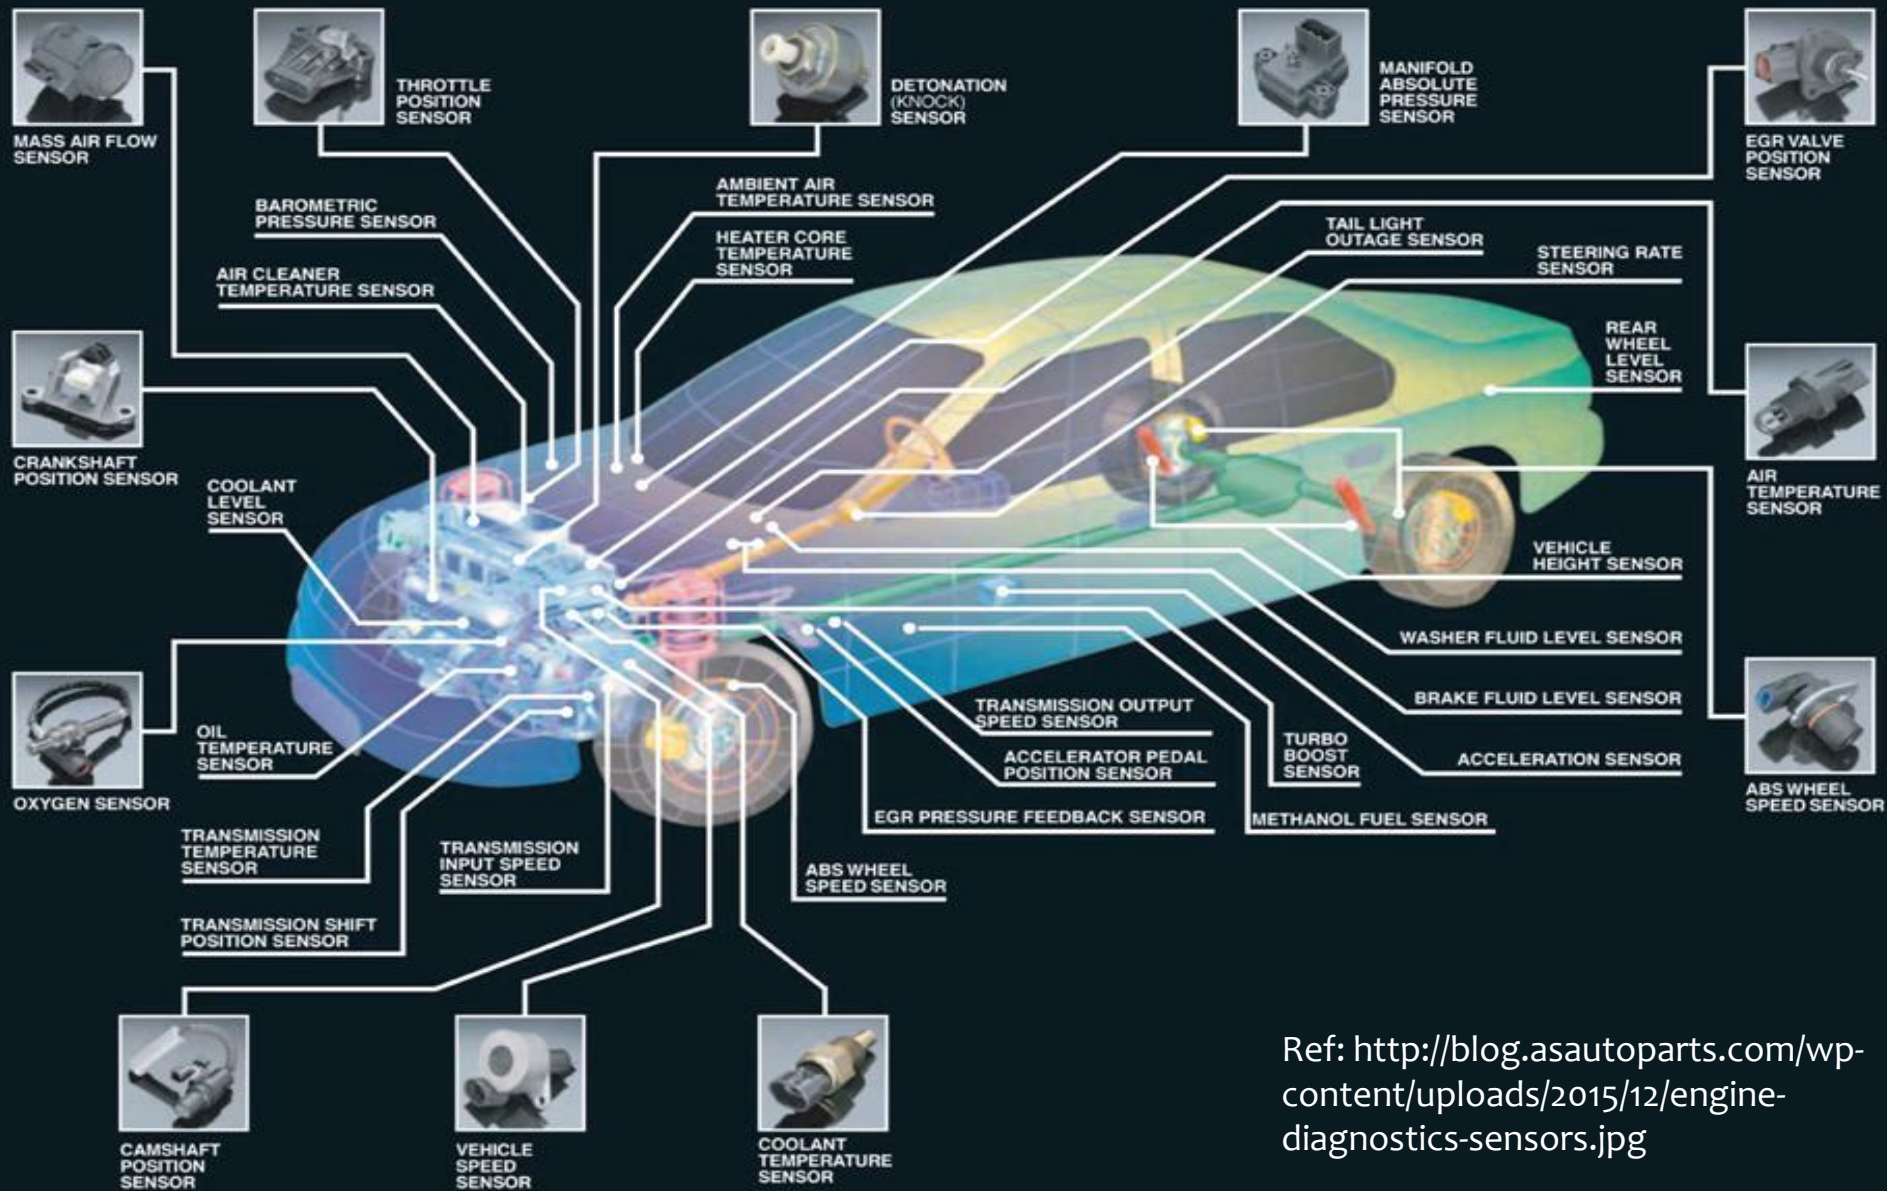 MASS AIR FLOW
SENSOR
THROTTLE
POSITION
SENSOR
DETONATION
(KNOCK)
SENSOR
MANIFOLD
ABSOLUTE
PRESSURE
SENSOR
EGR VALVE
POSITION
SENSOR
BAROMETRIC
PRESSURE SENSOR
AMBIENT AIR
TEMPERATURE SENSOR
HEATER CORE
TEMPERATURE
SENSOR
TAIL LIGHT
OUTAGE SENSOR
STEERING RATE
SENSOR
AIR CLEANER
TEMPERATURE SENSOR
REAR
WHEEL
LEVEL
SENSOR
CRANKSHAFT
POSITION SENSOR
COOLANT
LEVEL
SENSOR
AIR
TEMPERATURE
SENSOR
VEHICLE
HEIGHT SENSOR
WASHER FLUID LEVEL SENSOR
BRAKE FLUID LEVEL SENSOR
ACCELERATION SENSOR
ABS WHEEL
SPEED SENSOR
OXYGEN SENSOR
OIL
TEMPERATURE
SENSOR
TRANSMISSION OUTPUT
SPEED SENSOR
ACCELERATOR PEDAL
POSITION SENSOR
TURBO
BOOST
SENSOR
EGR PRESSURE FEEDBACK SENSOR
METHANOL FUEL SENSOR
TRANSMISSION
TEMPERATURE
SENSOR
TRANSMISSION
INPUT SPEED
SENSOR
ABS WHEEL
SPEED SENSOR
TRANSMISSION SHIFT
POSITION SENSOR
CAMSHAFT
POSITION
SENSOR
VEHICLE
SPEED
SENSOR
COOLANT
TEMPERATURE
SENSOR
Ref: http://blog.asautoparts.com/wp-
content/uploads/2015/12/engine-
diagnostics-sensors.jpg